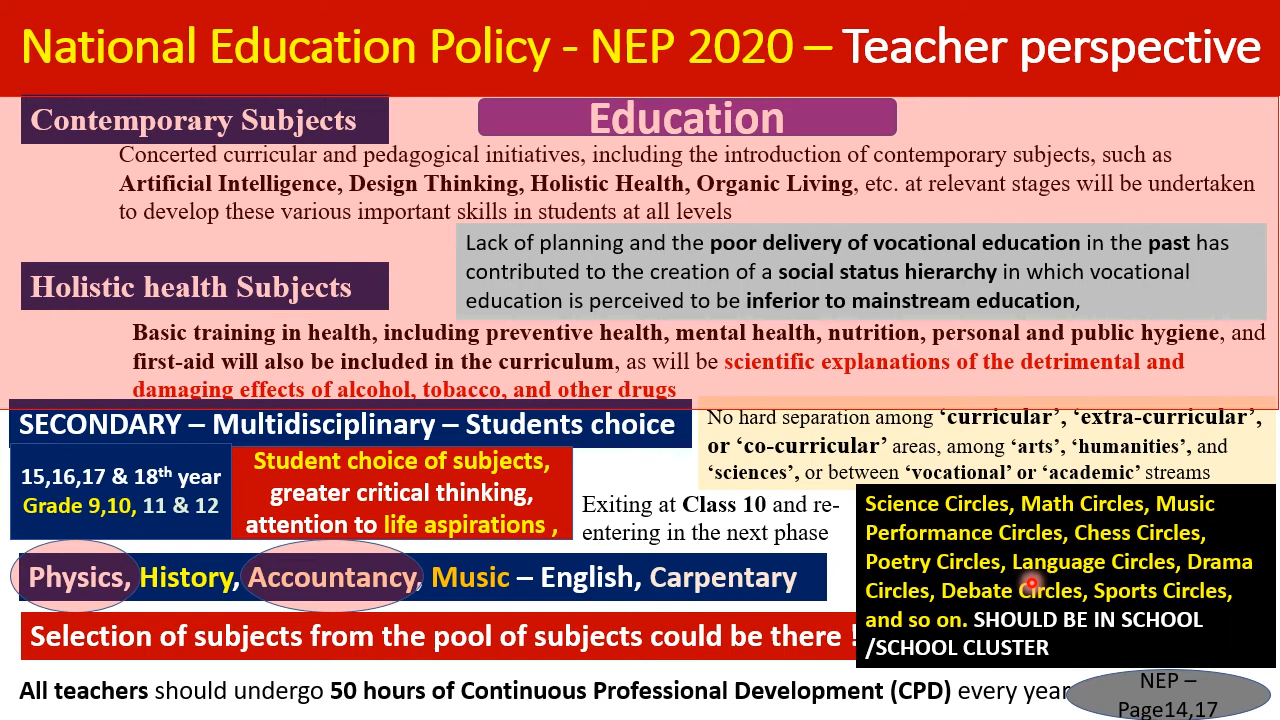 National Education Policy - NEP 2020 – Teacher perspective
Contemporary Subjects
Education
Concerted curricular and pedagogical initiatives, including the introduction of contemporary subjects, such as
Artificial Intelligence, Design Thinking, Holistic Health, Organic Living, etc. at relevant stages will be undertaken
to develop these various important skills in students at all levels
Lack of planning and the poor delivery of vocational education in the past has
contributed to the creation of a social status hierarchy in which vocational
education is perceived to be inferior to mainstream education,
Holistic health Subjects
Basic training in health, including preventive health, mental health, nutrition, personal and public hygiene, and
first-aid will also be included in the curriculum, as will be scientific explanations of the detrimental and
damaging effects of alcohol, tobacco, and other drugs
SECONDARY – Multidisciplinary – Students choice
No hard separation among ‘curricular’, ‘extra-curricular’,
or ‘co-curricular’ areas, among ‘arts’, ‘humanities’, and
‘sciences’, or between ‘vocational’ or ‘academic’ streams
15,16,17 & 18th year
Grade 9,10, 11 & 12
Student choice of subjects,
greater critical thinking,
attention to life aspirations ,
Exiting at Class 10 and re-
entering in the next phase
Science Circles, Math Circles, Music
Performance Circles, Chess Circles,
Poetry Circles, Language Circles, Drama
Circles, Debate Circles, Sports Circles,
and so on. SHOULD BE IN SCHOOL
/SCHOOL CLUSTER
Physics, History, Accountancy, Music – English, Carpentary
Selection of subjects from the pool of subjects could be there !
All teachers should undergo 50 hours of Continuous Professional Development (CPD) every year
NEP –
Page14,17